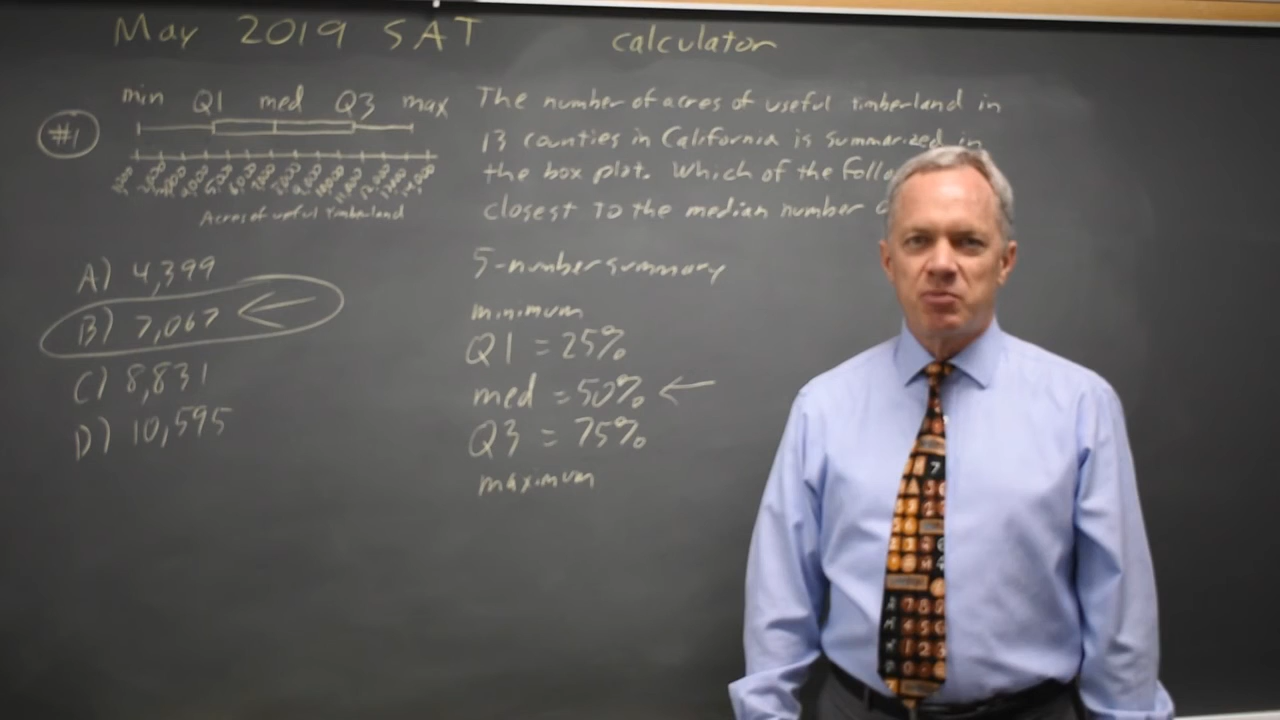 May 2019 SAT calculator
min Q1 med Q3 max
#1
Acres of useful timberland
The number of acres of useful timberland in
13 counties in California is summarized in
the box plot. Which of the
closest to the median number
A) 4,399
B) 7,067
C) 8,831
D) 10,595
5-number summary
minimum
Q1 = 25%
med = 50%
Q3 = 75%
maximum